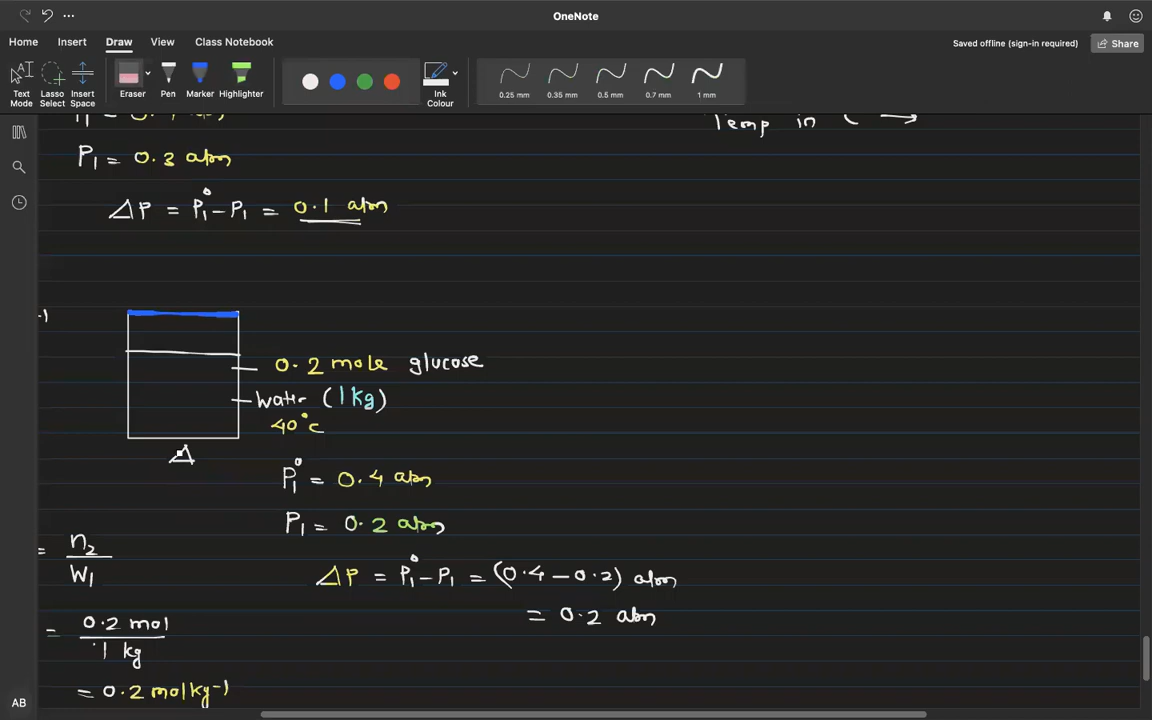 OneNote
Home Insert Draw View Class Notebook
Saved offline (sign-in required) Share
Text Mode
Lasso Select
Insert Space
Eraser
Pen
Marker
Highlighter
Ink Colour
0.25 mm 0.35 mm 0.5 mm 0.7 mm 1 mm
Temp in C →
P₁ = 0.3 atm
ΔP = P₁° - P₁ = 0.1 atm
-1
0.2 mole glucose
Water (1 kg)
40°C
Δ
P₁° = 0.4 atm
P₁ = 0.2 atm
ΔP = P₁° - P₁ = (0.4 - 0.2) atm
= 0.2 atm
= n₂ / W₁
= 0.2 mol / 1 kg
= 0.2 mol kg-1
AB